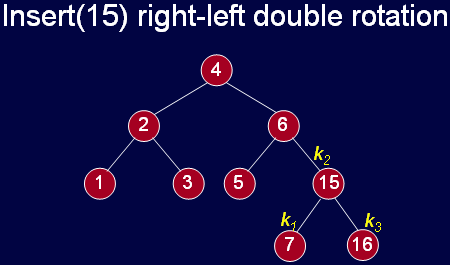 Insert(15) right-left double rotation
4
2 6
k2
1 3 5 15
k1 k3
7 16